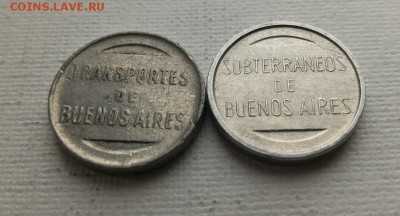 COINS.LAVE.RU
TRANSPORTES
DE
BUENOS AIRES
SUBTERRANEOS
DE
BUENOS AIRES